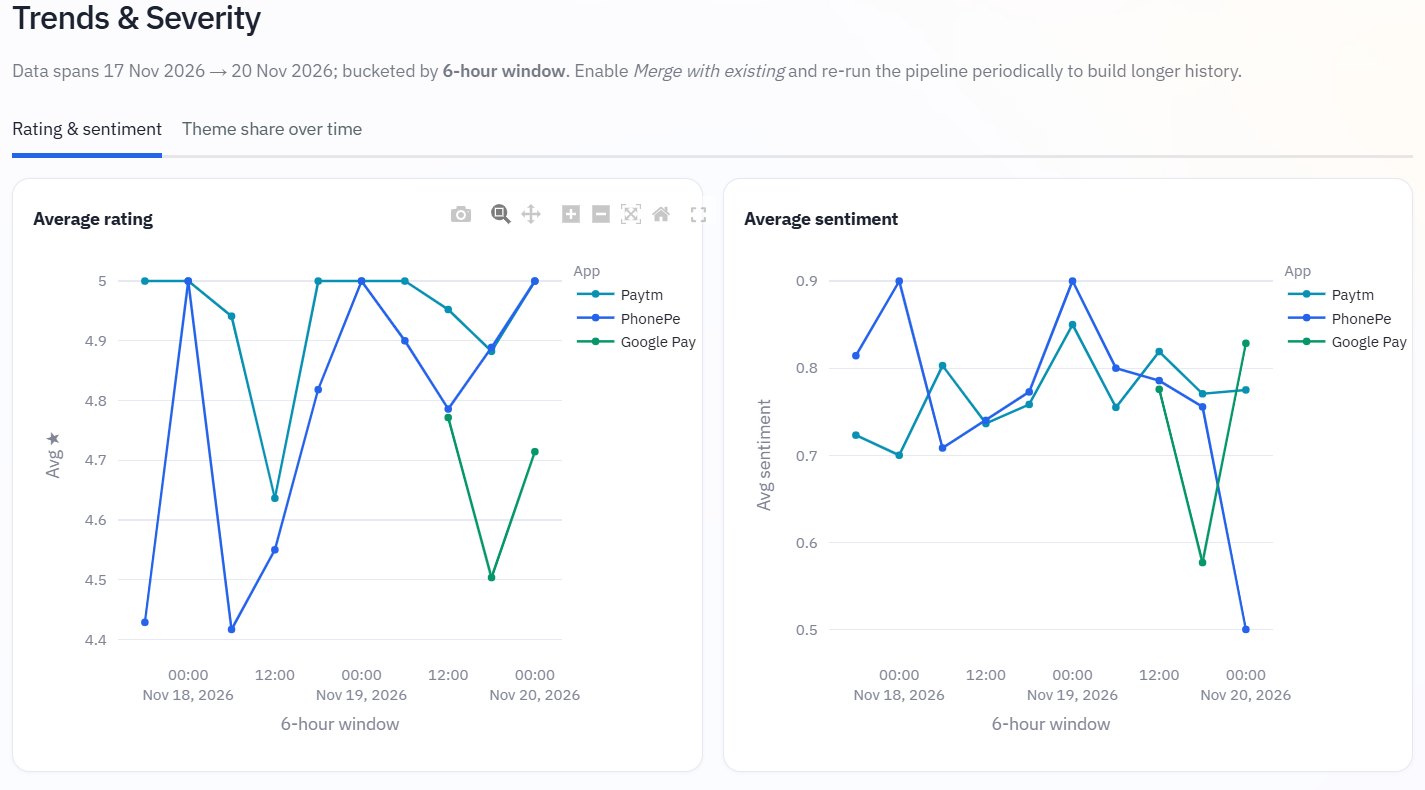 Trends & Severity
Data spans 17 Nov 2026 → 20 Nov 2026; bucketed by 6-hour window. Enable Merge with existing and re-run the pipeline periodically to build longer history.
Rating & sentiment
Theme share over time
Average rating
App
Paytm
PhonePe
Google Pay
5
4.9
4.8
4.7
4.6
4.5
4.4
Avg ★
00:00 12:00 00:00 12:00 00:00
Nov 18, 2026 Nov 19, 2026 Nov 20, 2026
6-hour window
Average sentiment
App
Paytm
PhonePe
Google Pay
0.9
0.8
0.7
0.6
0.5
Avg sentiment
00:00 12:00 00:00 12:00 00:00
Nov 18, 2026 Nov 19, 2026 Nov 20, 2026
6-hour window